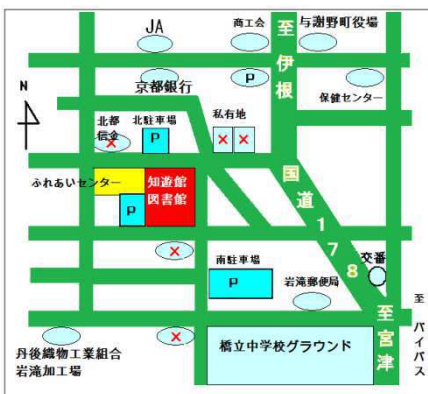 JA
商工会
至伊根
与謝野町役場
京都銀行
P
保健センター
N
北都信金
北駐車場
P
私有地
××
×
ふれあいセンター
知遊館
図書館
P
国道178
×
南駐車場
P
交番
岩滝郵便局
至宮津
至バイパス
×
橋立中学校グラウンド
丹後織物工業組合
岩滝加工場